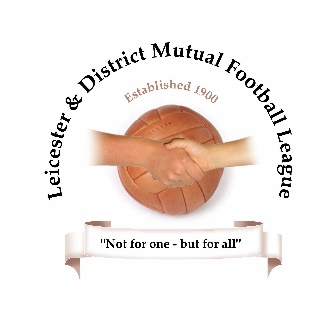 Leicester & District Mutual Football League
Established 1900
"Not for one - but for all"